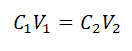 C₁V₁ = C₂V₂